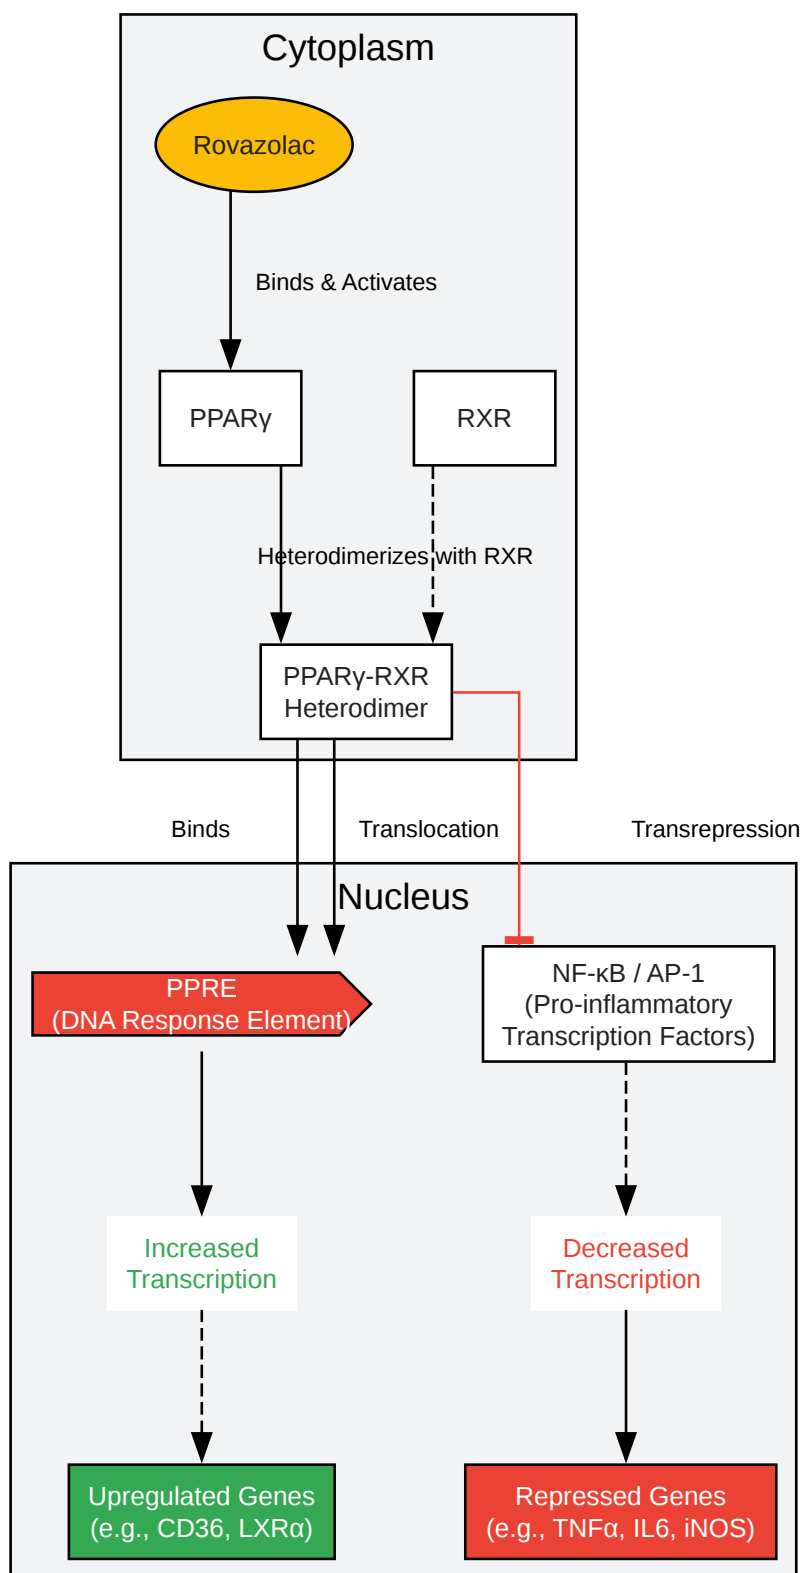 Cytoplasm
Rovazolac
Binds & Activates
PPARγ
RXR
Heterodimerizes with RXR
PPARγ-RXR
Heterodimer
Binds
Translocation
Transrepression
Nucleus
PPRE
(DNA Response Element)
NF-κB / AP-1
(Pro-inflammatory
Transcription Factors)
Increased
Transcription
Decreased
Transcription
Upregulated Genes
(e.g., CD36, LXRα)
Repressed Genes
(e.g., TNFα, IL6, iNOS)